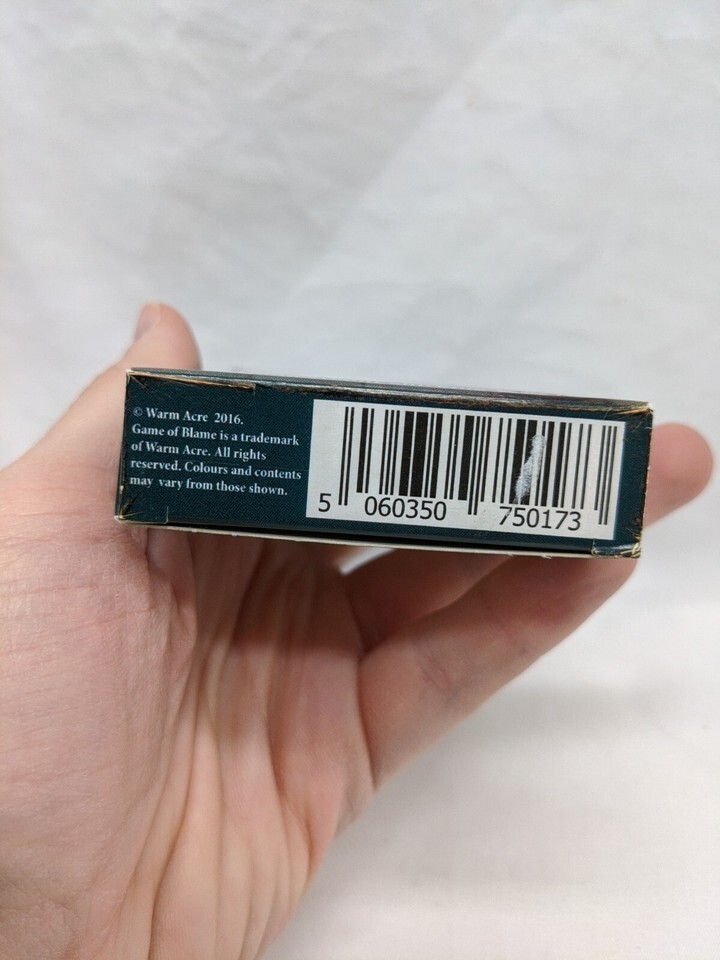 © Warm Acre 2016.
Game of Blame is a trademark
of Warm Acre. All rights
reserved. Colours and contents
may vary from those shown.
5 060350 750173